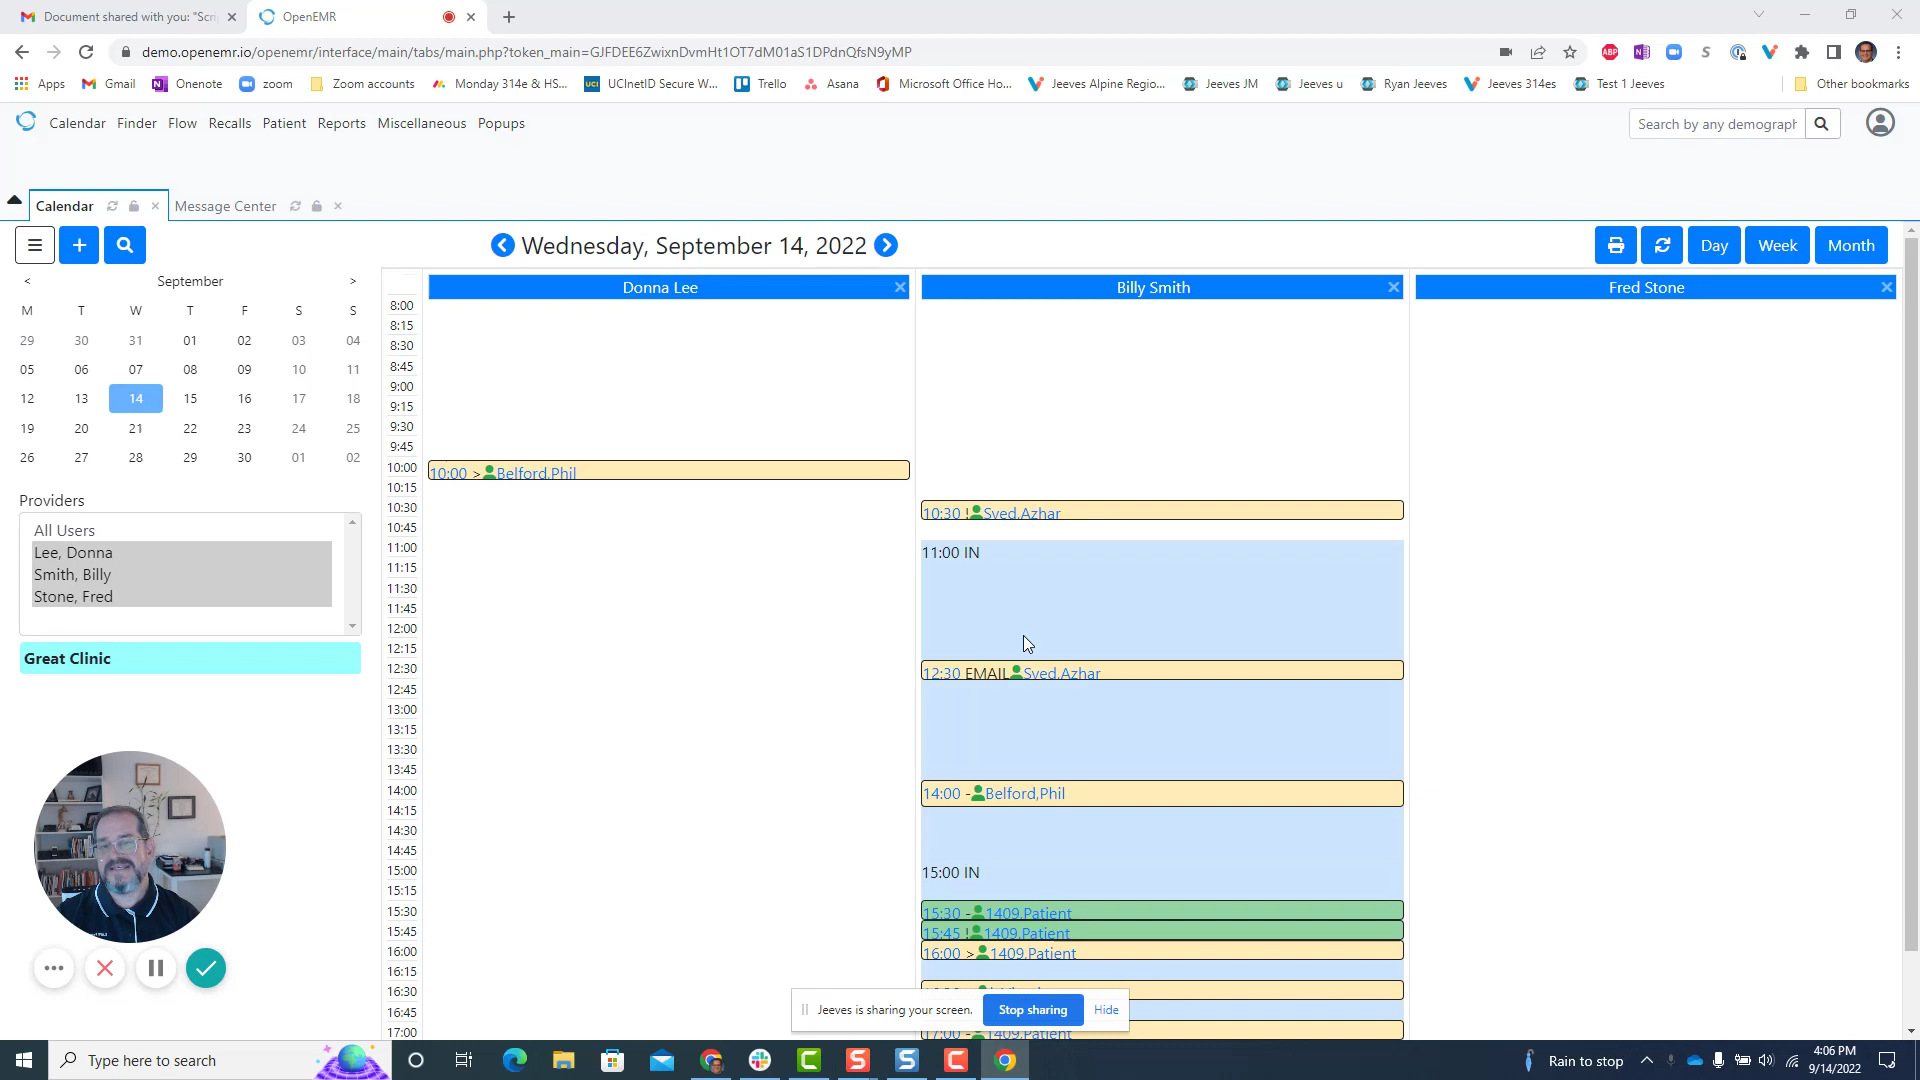 Document shared with you: "Scri
OpenEMR
demo.openemr.io/openemr/interface/main/tabs/main.php?token_main=GJFDEE6ZwixnDvmHt1OT7dM01aS1DPdnQfsN9yMP
Apps
Gmail
Onenote
zoom
Zoom accounts
Monday 314e & HS...
UCInetID Secure W...
Trello
Asana
Microsoft Office Ho...
Jeeves Alpine Regio...
Jeeves JM
Jeeves u
Ryan Jeeves
Jeeves 314es
Test 1 Jeeves
Other bookmarks
Calendar Finder Flow Recalls Patient Reports Miscellaneous Popups
Search by any demograph
Calendar
Message Center
Wednesday, September 14, 2022
Day
Week
Month
< September >
M T W T F S S
29 30 31 01 02 03 04
05 06 07 08 09 10 11
12 13 14 15 16 17 18
19 20 21 22 23 24 25
26 27 28 29 30 01 02
Providers
All Users
Lee, Donna
Smith, Billy
Stone, Fred
Great Clinic
Donna Lee
Billy Smith
Fred Stone
8:00
8:15
8:30
8:45
9:00
9:15
9:30
9:45
10:00
10:15
10:30
10:45
11:00
11:15
11:30
11:45
12:00
12:15
12:30
12:45
13:00
13:15
13:30
13:45
14:00
14:15
14:30
14:45
15:00
15:15
15:30
15:45
16:00
16:15
16:30
16:45
17:00
10:00 >Belford,Phil
10:30 !Syed,Azhar
11:00 IN
12:30 EMAILSyed,Azhar
14:00 -Belford,Phil
15:00 IN
15:30 -1409,Patient
15:45 !1409,Patient
16:00 >1409,Patient
17:00 -1409,Patient
Jeeves is sharing your screen.
Stop sharing
Hide
Type here to search
Rain to stop
4:06 PM
9/14/2022